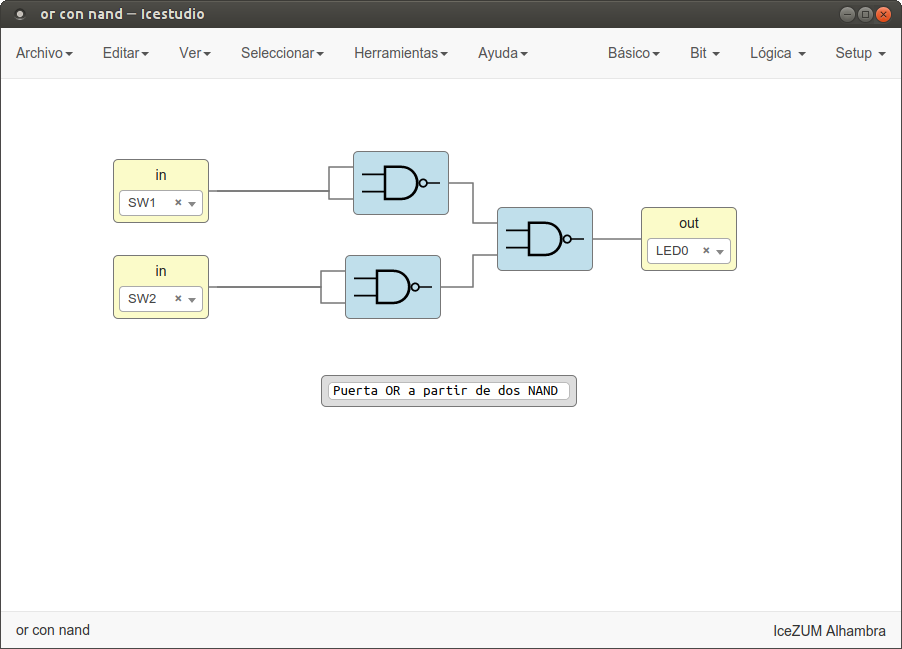 or con nand – Icestudio
Archivo Editar Ver Seleccionar Herramientas Ayuda Básico Bit Lógica Setup
in
SW1 ×
in
SW2 ×
out
LED0 ×
Puerta OR a partir de dos NAND
or con nand IceZUM Alhambra